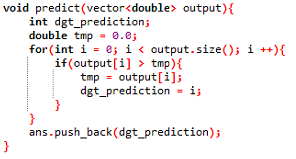 void predict(vector<double> output){
    int dgt_prediction;
    double tmp = 0.0;
    for(int i = 0; i < output.size(); i ++){
        if(output[i] > tmp){
            tmp = output[i];
            dgt_prediction = i;
        }
    }
    ans.push_back(dgt_prediction);
}